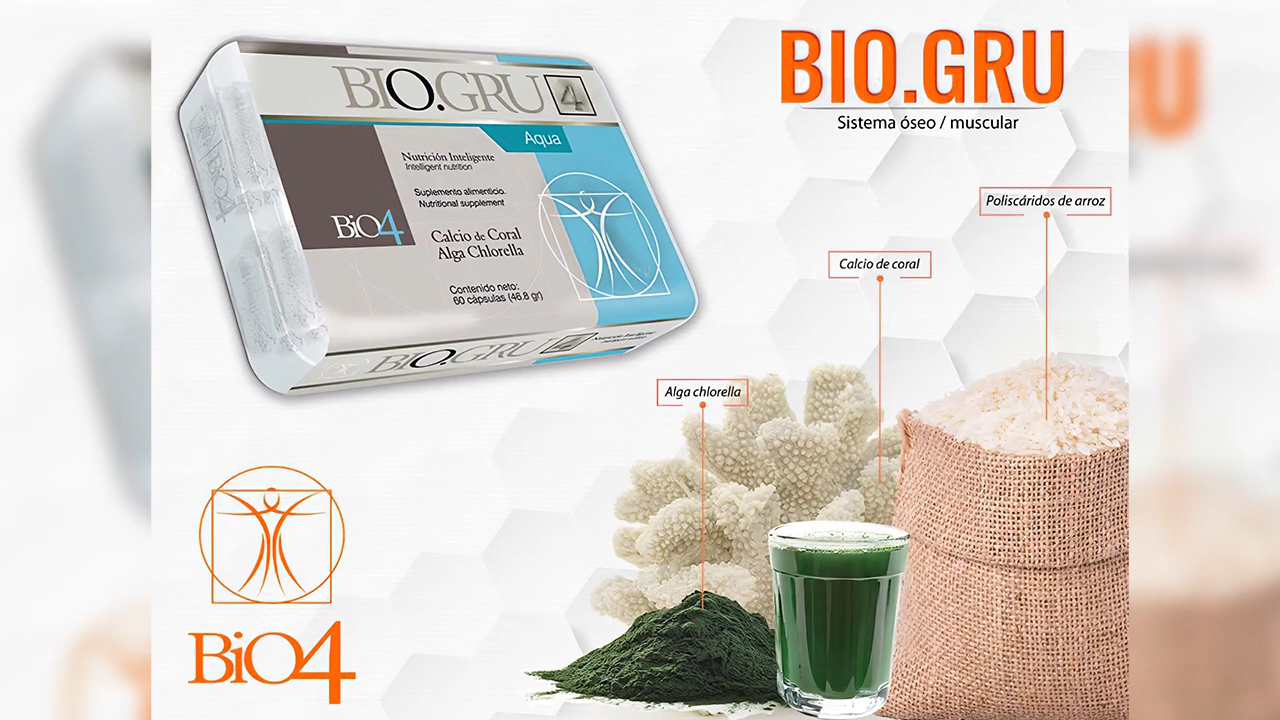 BIO.GRU 4
Aqua
Nutrición Inteligente
Intelligent nutrition
Suplemento alimenticio.
Nutritional supplement
BiO4
Calcio de Coral
Alga Chlorella
Contenido neto:
60 cápsulas (46.8 gr)
BIO.GRU 4
BIO.GRU
Sistema óseo / muscular
Poliscáridos de arroz
Calcio de coral
Alga chlorella
BiO4